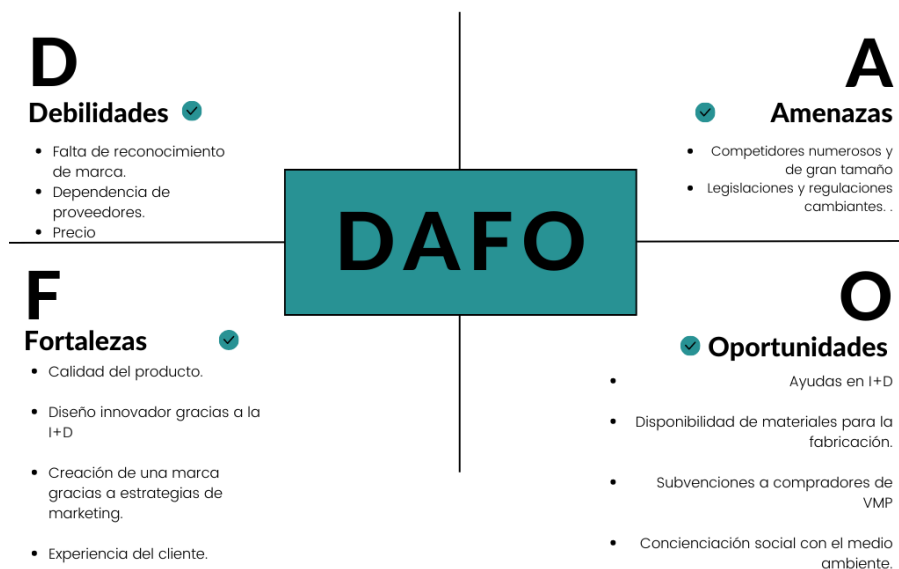 D
Debilidades
• Falta de reconocimiento
de marca.
• Dependencia de
proveedores.
• Precio
A
Amenazas
• Competidores numerosos y
de gran tamaño
• Legislaciones y regulaciones
cambiantes. .
DAFO
F
Fortalezas
• Calidad del producto.
• Diseño innovador gracias a la
I+D
• Creación de una marca
gracias a estrategias de
marketing.
• Experiencia del cliente.
O
Oportunidades
• Ayudas en I+D
• Disponibilidad de materiales para la
fabricación.
• Subvenciones a compradores de
VMP
• Concienciación social con el medio
ambiente.